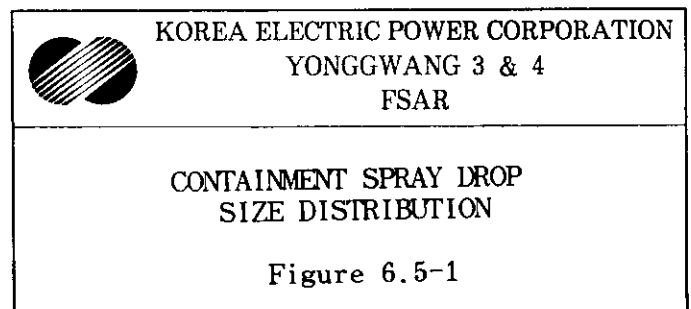 KOREA ELECTRIC POWER CORPORATION
YONGGWANG 3 & 4
FSAR
CONTAINMENT SPRAY DROP
SIZE DISTRIBUTION
Figure 6.5-1